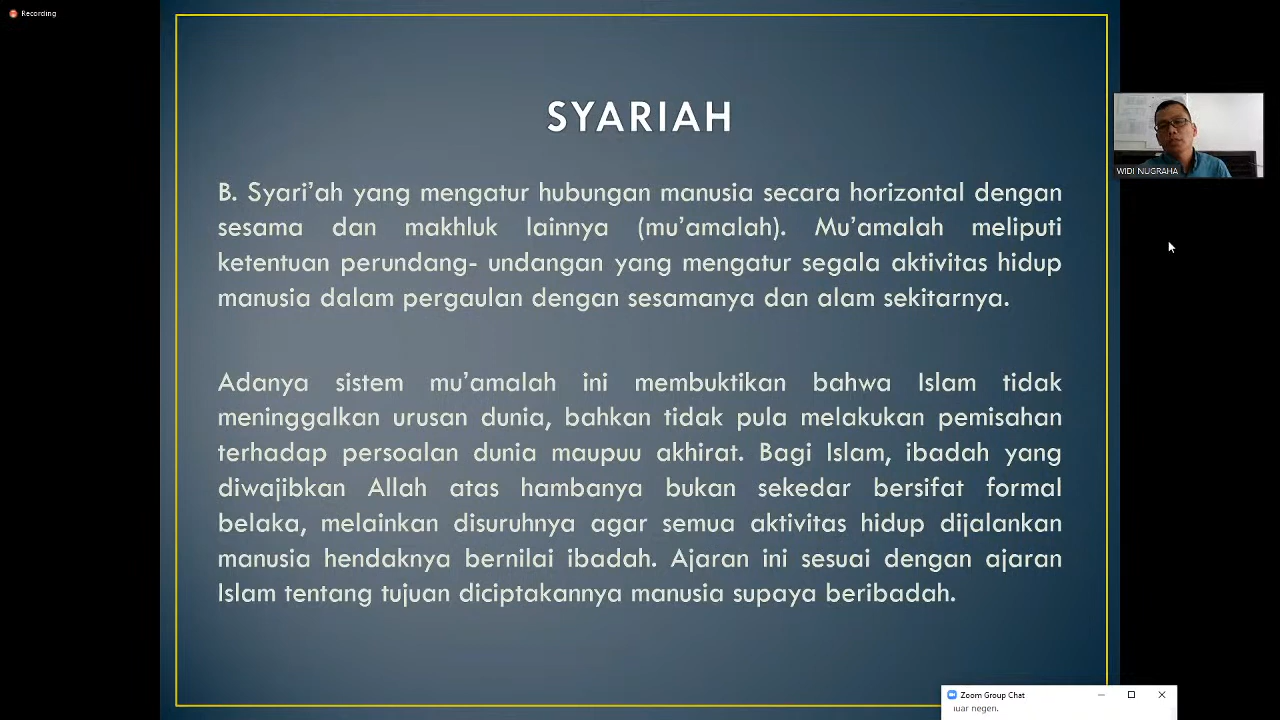 Recording
SYARIAH
B. Syari’ah yang mengatur hubungan manusia secara horizontal dengan
sesama dan makhluk lainnya (mu’amalah). Mu’amalah meliputi
ketentuan perundang- undangan yang mengatur segala aktivitas hidup
manusia dalam pergaulan dengan sesamanya dan alam sekitarnya.
Adanya sistem mu’amalah ini membuktikan bahwa Islam tidak
meninggalkan urusan dunia, bahkan tidak pula melakukan pemisahan
terhadap persoalan dunia maupuu akhirat. Bagi Islam, ibadah yang
diwajibkan Allah atas hambanya bukan sekedar bersifat formal
belaka, melainkan disuruhnya agar semua aktivitas hidup dijalankan
manusia hendaknya bernilai ibadah. Ajaran ini sesuai dengan ajaran
Islam tentang tujuan diciptakannya manusia supaya beribadah.
WIDI NUGRAHA
Zoom Group Chat
negen.